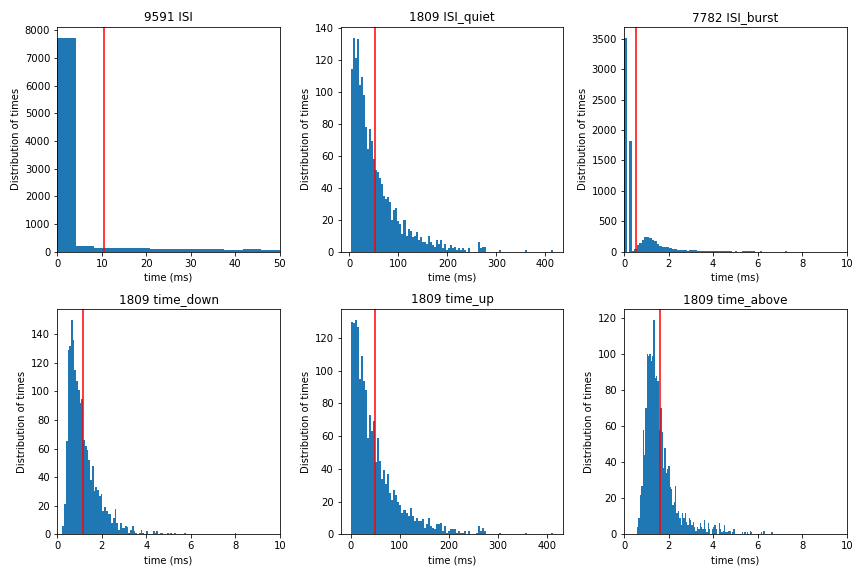 9591 ISI
8000
7000
6000
5000
4000
3000
2000
1000
0
Distribution of times
0 10 20 30 40 50
time (ms)
1809 ISI_quiet
140
120
100
80
60
40
20
0
Distribution of times
0 100 200 300 400
time (ms)
7782 ISI_burst
3500
3000
2500
2000
1500
1000
500
0
Distribution of times
0 2 4 6 8 10
time (ms)
1809 time_down
140
120
100
80
60
40
20
0
Distribution of times
0 2 4 6 8 10
time (ms)
1809 time_up
120
100
80
60
40
20
0
Distribution of times
0 100 200 300 400
time (ms)
1809 time_above
120
100
80
60
40
20
0
Distribution of times
0 2 4 6 8 10
time (ms)